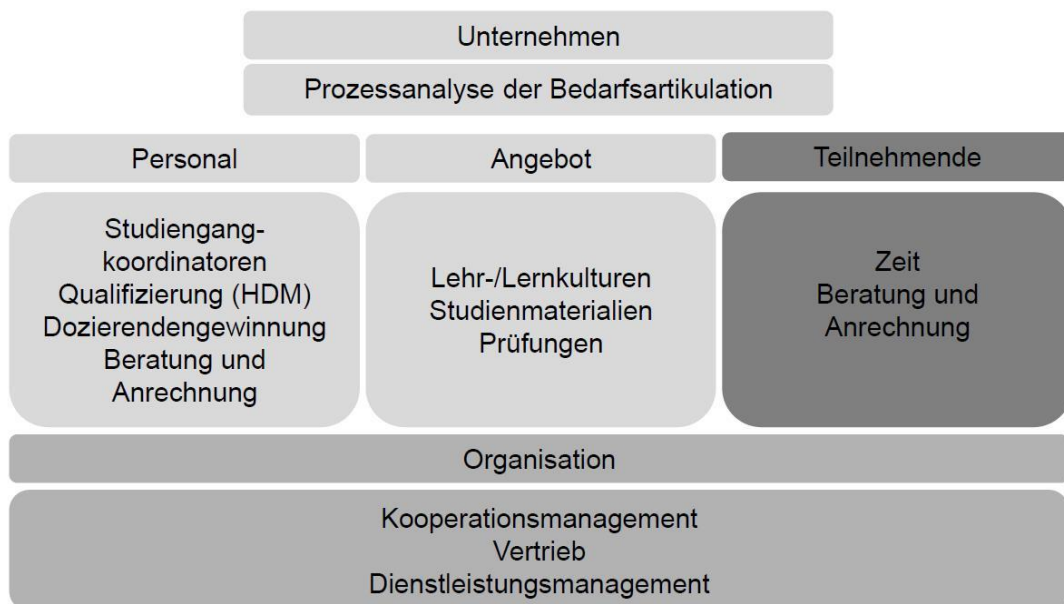 Unternehmen
Prozessanalyse der Bedarfsartikulation
Personal
Studiengang-
koordinatoren
Qualifizierung (HDM)
Dozierendengewinnung
Beratung und
Anrechnung
Angebot
Lehr-/Lernkulturen
Studienmaterialien
Prüfungen
Teilnehmende
Zeit
Beratung und
Anrechnung
Organisation
Kooperationsmanagement
Vertrieb
Dienstleistungsmanagement